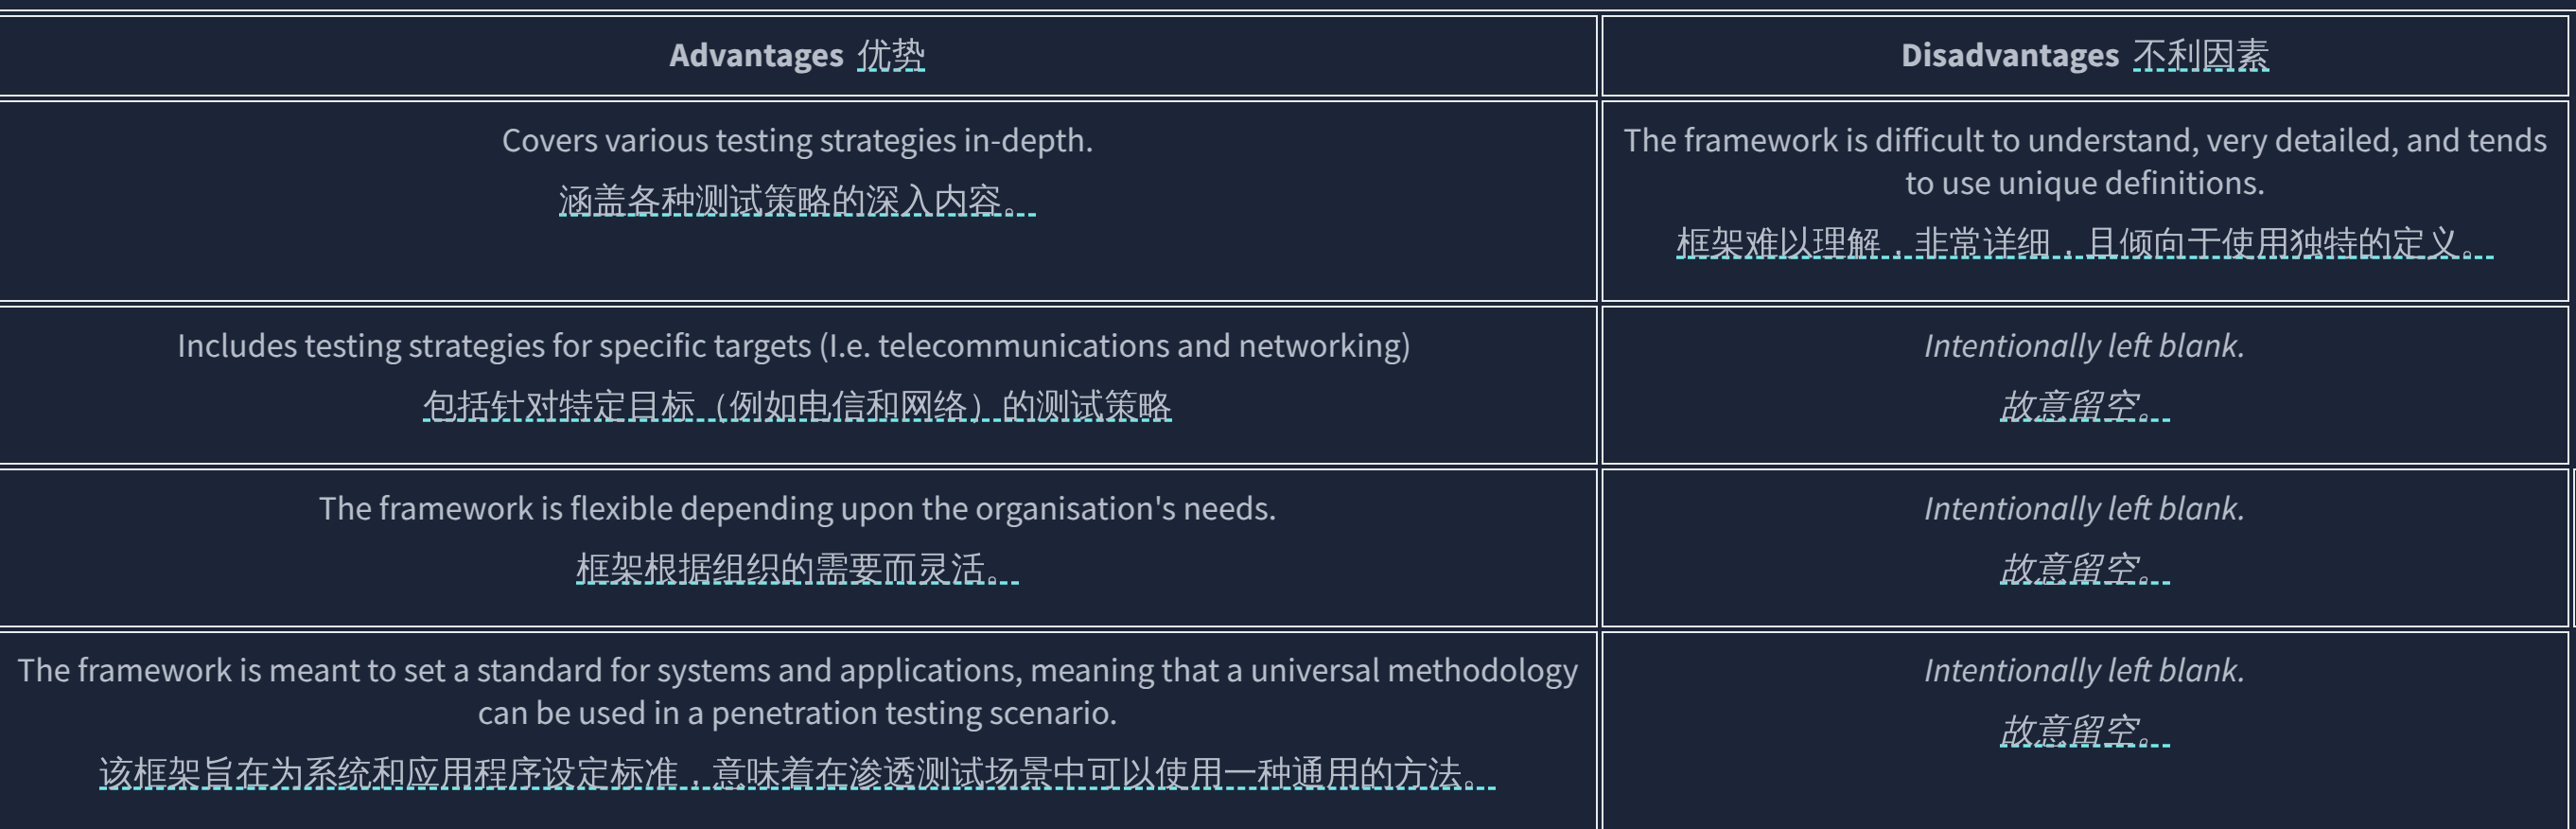 Advantages 优势
Disadvantages 不利因素
Covers various testing strategies in-depth.
涵盖各种测试策略的深入内容。
The framework is difficult to understand, very detailed, and tends
to use unique definitions.
框架难以理解，非常详细，且倾向于使用独特的定义。
Includes testing strategies for specific targets (I.e. telecommunications and networking)
包括针对特定目标（例如电信和网络）的测试策略
Intentionally left blank.
故意留空。
The framework is flexible depending upon the organisation's needs.
框架根据组织的需要而灵活。
Intentionally left blank.
故意留空。
The framework is meant to set a standard for systems and applications, meaning that a universal methodology
can be used in a penetration testing scenario.
该框架旨在为系统和应用程序设定标准，意味着在渗透测试场景中可以使用一种通用的方法。
Intentionally left blank.
故意留空。